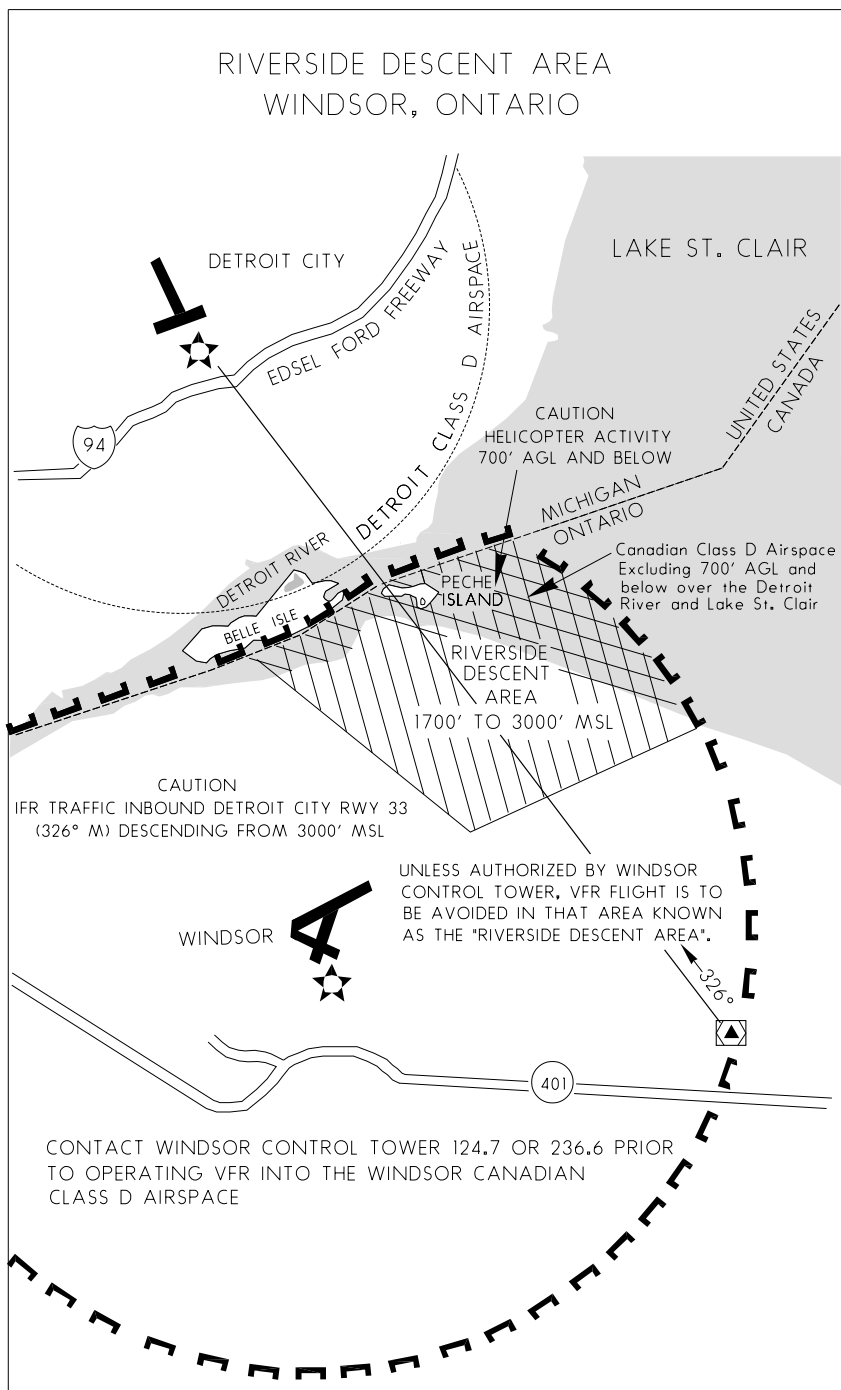 RIVERSIDE DESCENT AREA
WINDSOR, ONTARIO
LAKE ST. CLAIR
DETROIT CITY
EDSEL FORD FREEWAY
DETROIT CLASS D AIRSPACE
UNITED STATES
CANADA
94
CAUTION
HELICOPTER ACTIVITY
700' AGL AND BELOW
MICHIGAN
ONTARIO
DETROIT RIVER
Canadian Class D Airspace
Excluding 700' AGL and
below over the Detroit
River and Lake St. Clair
PECHE
ISLAND
D
BELLE ISLE
RIVERSIDE
DESCENT
AREA
1700' TO 3000' MSL
CAUTION
IFR TRAFFIC INBOUND DETROIT CITY RWY 33
(326° M) DESCENDING FROM 3000' MSL
UNLESS AUTHORIZED BY WINDSOR
CONTROL TOWER, VFR FLIGHT IS TO
BE AVOIDED IN THAT AREA KNOWN
AS THE "RIVERSIDE DESCENT AREA".
WINDSOR
326°
401
CONTACT WINDSOR CONTROL TOWER 124.7 OR 236.6 PRIOR
TO OPERATING VFR INTO THE WINDSOR CANADIAN
CLASS D AIRSPACE